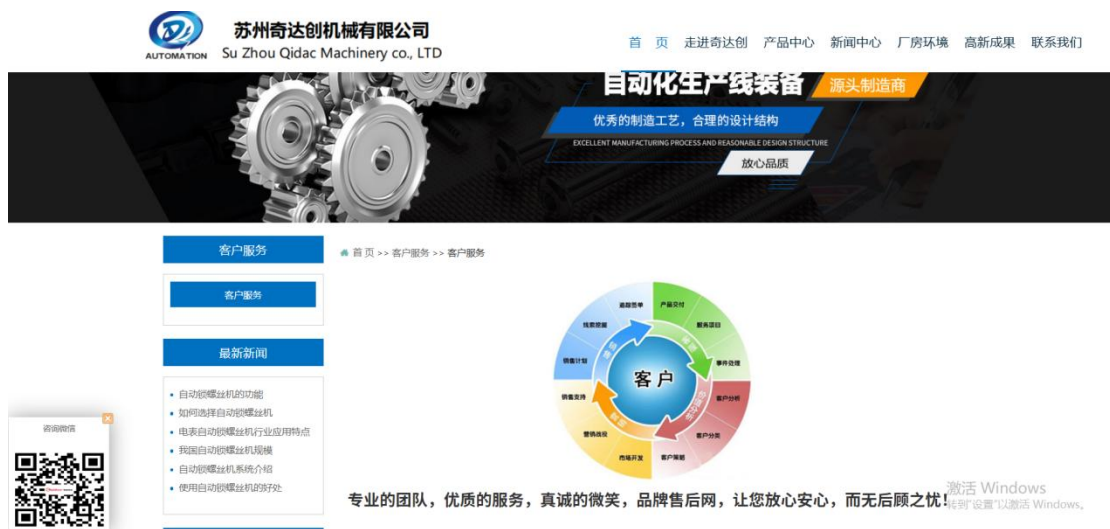 苏州奇达创机械有限公司
AUTOMATION
Su Zhou Qidac Machinery co., LTD
首 页 走进奇达创 产品中心 新闻中心 厂房环境 高新成果 联系我们
自动化生产线装备
源头制造商
优秀的制造工艺，合理的设计结构
EXCELLENT MANUFACTURING PROCESS AND REASONABLE DESIGN STRUCTURE
放心品质
客户服务
首 页 >> 客户服务 >> 客户服务
客户服务
最新新闻
自动锁螺丝机的功能
如何选择自动锁螺丝机
电表自动锁螺丝机行业应用特点
我国自动锁螺丝机规模
自动锁螺丝机系统介绍
使用自动锁螺丝机的好处
咨询微信
追踪签单
产品交付
线索挖掘
服务项目
销售计划
事件处理
客户
销售支持
客户分析
营销战役
客户分类
市场开发
客户策略
专业的团队，优质的服务，真诚的微笑，品牌售后网，让您放心安心，而无后顾之忧！
激活 Windows
转到"设置"以激活 Windows。